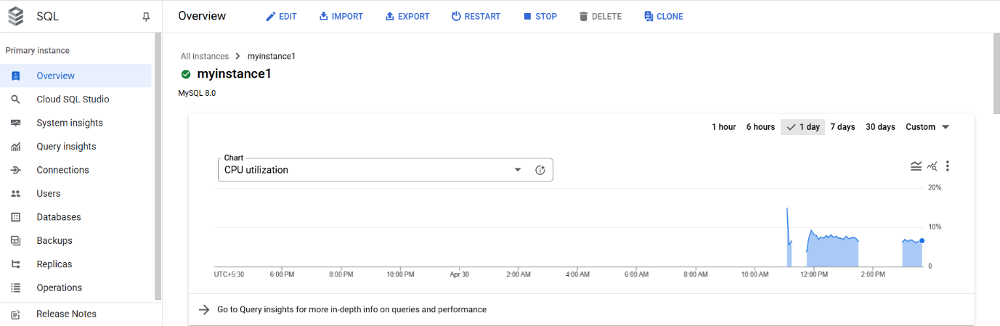 SQL
Overview EDIT IMPORT EXPORT RESTART STOP DELETE CLONE
Primary instance
Overview
Cloud SQL Studio
System insights
Query insights
Connections
Users
Databases
Backups
Replicas
Operations
Release Notes
All instances myinstance1
myinstance1
MySQL 8.0
1 hour 6 hours 1 day 7 days 30 days Custom
Chart
CPU utilization
20%
10%
0
UTC+5:30 6:00 PM 8:00 PM 10:00 PM Apr 30 2:00 AM 4:00 AM 6:00 AM 8:00 AM 10:00 AM 12:00 PM 2:00 PM
Go to Query insights for more in-depth info on queries and performance